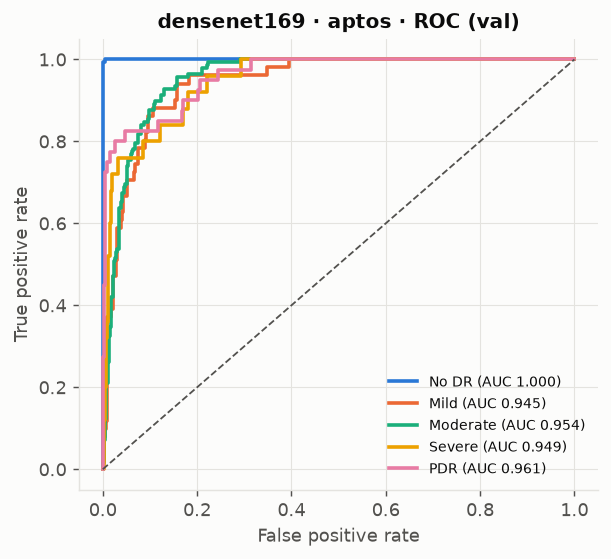 densenet169 · aptos · ROC (val)
True positive rate
1.0
0.8
0.6
0.4
0.2
0.0
No DR (AUC 1.000)
Mild (AUC 0.945)
Moderate (AUC 0.954)
Severe (AUC 0.949)
PDR (AUC 0.961)
0.0 0.2 0.4 0.6 0.8 1.0
False positive rate